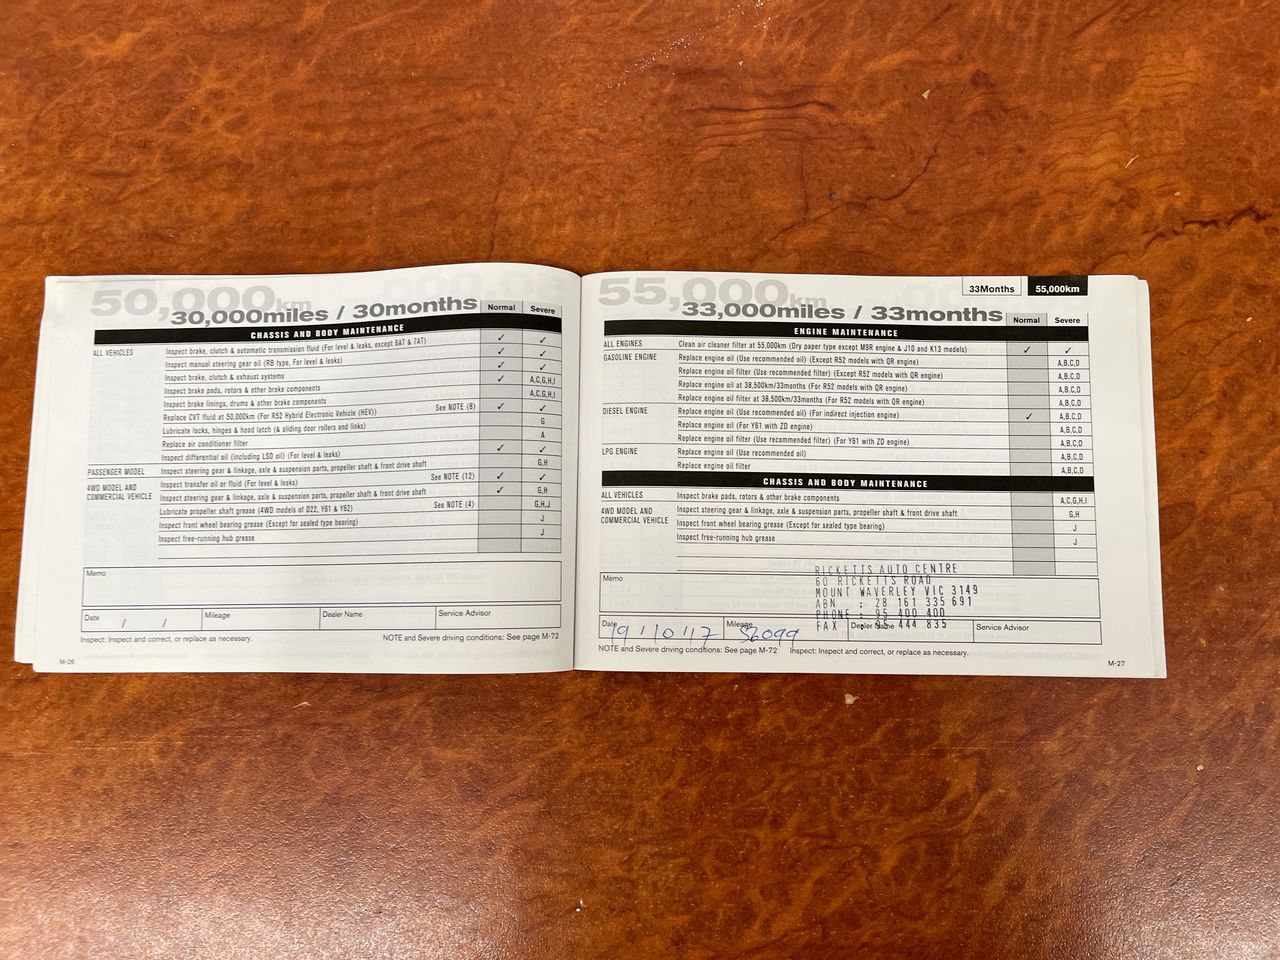 50,000km
30,000miles / 30months
Normal Severe
CHASSIS AND BODY MAINTENANCE
ALL VEHICLES Inspect brake, clutch & automatic transmission fluid (For level & leaks, except 6AT & 7AT) ✓ ✓
Inspect manual steering gear oil (RB type, For level & leaks) ✓ ✓
Inspect brake, clutch & exhaust systems ✓ ✓
Inspect brake pads, rotors & other brake components ✓ A,C,G,H,I
Inspect brake linings, drums & other brake components A,C,G,H,I
Replace CVT fluid at 50,000km (For R52 Hybrid Electronic Vehicle (HEV)) See NOTE (8) ✓ ✓
Lubricate locks, hinges & hood latch (& sliding door rollers and links) G
Replace air conditioner filter A
Inspect differential oil (including LSD oil) (For level & leaks) ✓ ✓
PASSENGER MODEL Inspect steering gear & linkage, axle & suspension parts, propeller shaft & front drive shaft G,H
4WD MODEL AND COMMERCIAL VEHICLE Inspect transfer oil or fluid (For level & leaks) See NOTE (12) ✓ ✓
Inspect steering gear & linkage, axle & suspension parts, propeller shaft & front drive shaft ✓ G,H
Lubricate propeller shaft grease (4WD models of D22, Y61 & Y62) See NOTE (4) G,H,J
Inspect front wheel bearing grease (Except for sealed type bearing) J
Inspect free-running hub grease J
Memo
Date / / Mileage Dealer Name Service Advisor
Inspect: Inspect and correct, or replace as necessary. NOTE and Severe driving conditions: See page M-72
M-26
33Months 55,000km
55,000km
33,000miles / 33months
Normal Severe
ENGINE MAINTENANCE
ALL ENGINES Clean air cleaner filter at 55,000km (Dry paper type except M9R engine & J10 and K13 models) ✓ ✓
GASOLINE ENGINE Replace engine oil (Use recommended oil) (Except R52 models with QR engine) A,B,C,D
Replace engine oil filter (Use recommended filter) (Except R52 models with QR engine) A,B,C,D
Replace engine oil at 38,500km/33months (For R52 models with QR engine) A,B,C,D
Replace engine oil filter at 38,500km/33months (For R52 models with QR engine) A,B,C,D
DIESEL ENGINE Replace engine oil (Use recommended oil) (For indirect injection engine) ✓ A,B,C,D
Replace engine oil (For Y61 with ZD engine) A,B,C,D
Replace engine oil filter (Use recommended filter) (For Y61 with ZD engine) A,B,C,D
LPG ENGINE Replace engine oil (Use recommended oil) A,B,C,D
Replace engine oil filter A,B,C,D
CHASSIS AND BODY MAINTENANCE
ALL VEHICLES Inspect brake pads, rotors & other brake components A,C,G,H,I
4WD MODEL AND COMMERCIAL VEHICLE Inspect steering gear & linkage, axle & suspension parts, propeller shaft & front drive shaft G,H
Inspect front wheel bearing grease (Except for sealed type bearing) J
Inspect free-running hub grease J
Memo
RICKETTS AUTO CENTRE
60 RICKETTS ROAD
MOUNT WAVERLEY VIC 3149
ABN : 28 161 335 691
PHONE : 95 400 400
FAX : 95 444 835
Date 19 / 10 / 17 Mileage 56099 Dealer Name Service Advisor
NOTE and Severe driving conditions: See page M-72 Inspect: Inspect and correct, or replace as necessary.
M-27